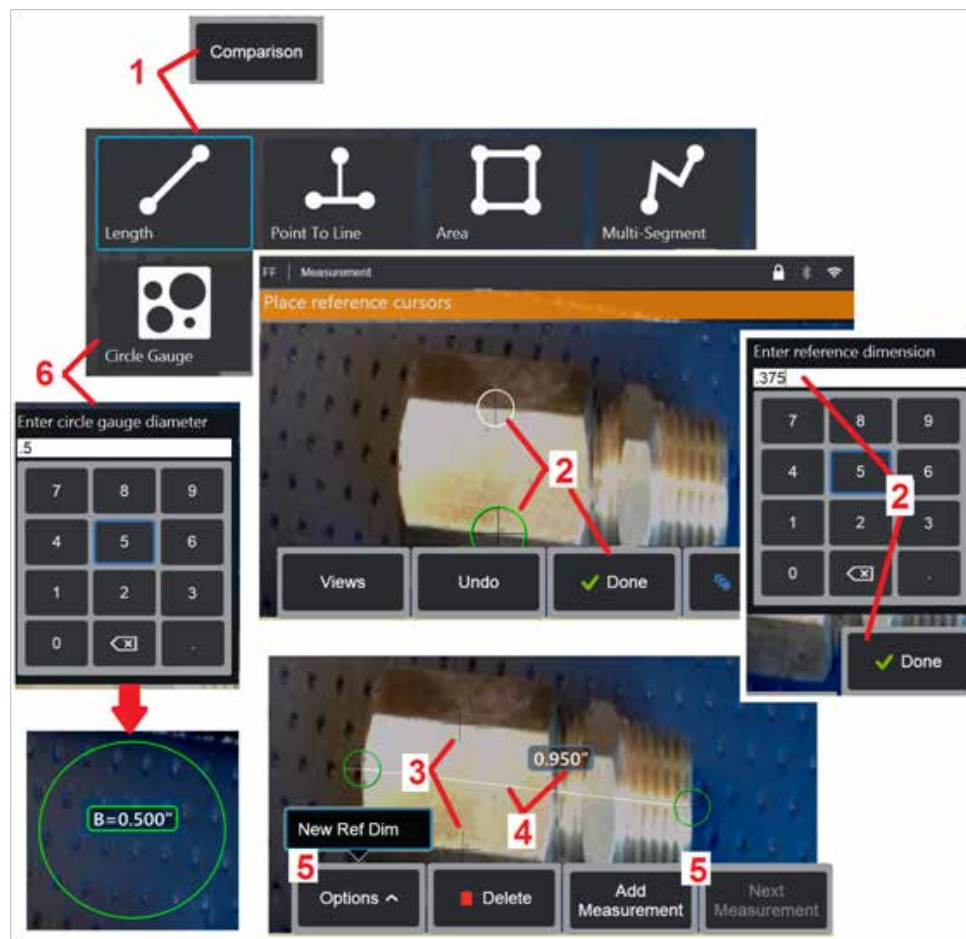 Comparison
1
Length
Point To Line
Area
Multi-Segment
Circle Gauge
6
FF | Measurement
Place reference cursors
2
Views
Undo
Done
Enter reference dimension
.375
7 8 9
4 5 6
2
1 2 3
0 .
Done
Enter circle gauge diameter
.5
7 8 9
4 5 6
1 2 3
0 .
B=0.500"
3
0.950"
4
New Ref Dim
5
5
Options
Delete
Add
Measurement
Next
Measurement